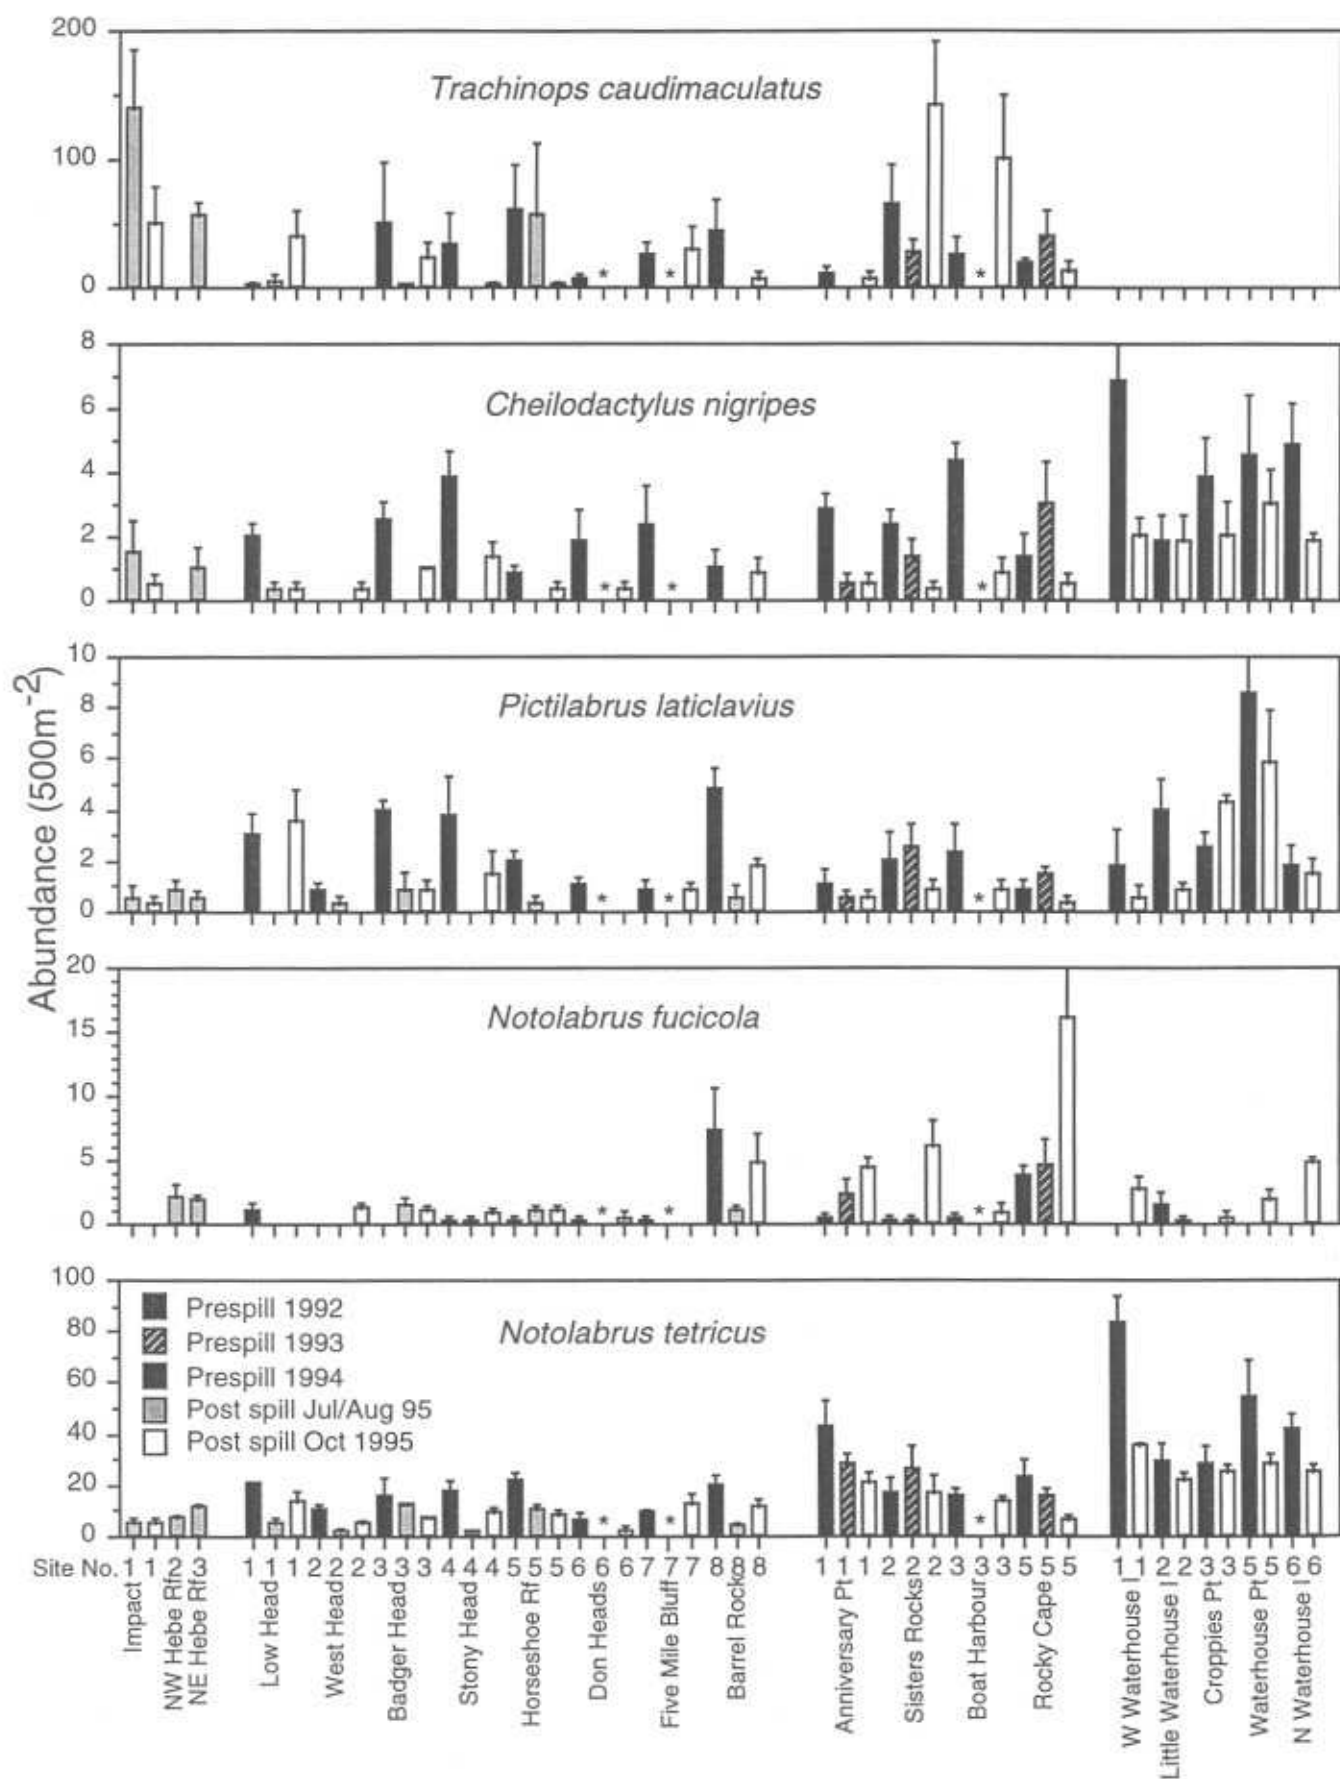 200
Trachinops caudimaculatus
100
* * *
0
8
Cheilodactylus nigripes
6
4
2
* * *
0
10
Pictilabrus laticlavius
8
6
4
2
* * *
0
Abundance (500m-2)
20
Notolabrus fucicola
15
10
5
* * *
0
100
Prespill 1992
80
Notolabrus tetricus
Prespill 1993
Prespill 1994
60
Post spill Jul/Aug 95
40
Post spill Oct 1995
20
* * *
0
Site No. 1 1 2 3 1 1 1 2 2 2 3 3 3 4 4 4 5 5 5 6 6 6 7 7 7 8 8 8 1 1 1 2 2 2 3 3 3 5 5 5 1 1 2 2 3 3 5 5 6 6
Impact
NW Hebe Rf
NE Hebe Rf
Low Head
West Head
Badger Head
Stony Head
Horseshoe Rf
Don Heads
Five Mile Bluff
Barrel Rock
Anniversary Pt
Sisters Rocks
Boat Harbour
Rocky Cape
W Waterhouse I
Little Waterhouse I
Croppies Pt
Waterhouse Pt
N Waterhouse I